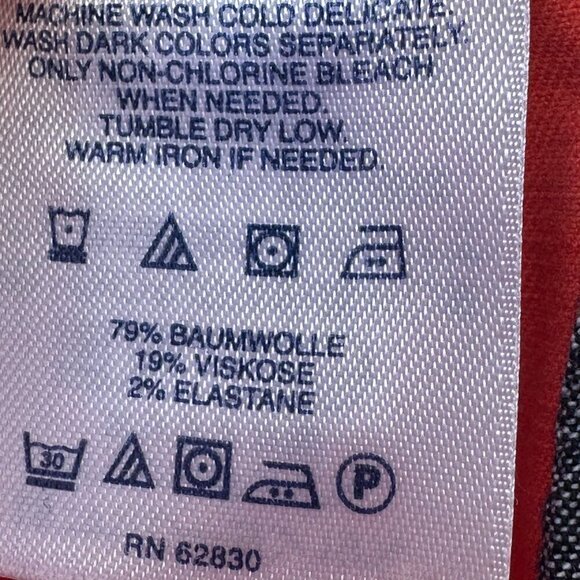 MACHINE WASH COLD DELICATE.
WASH DARK COLORS SEPARATELY.
ONLY NON-CHLORINE BLEACH
WHEN NEEDED.
TUMBLE DRY LOW.
WARM IRON IF NEEDED.
79% BAUMWOLLE
19% VISKOSE
2% ELASTANE
30 P
RN 62830